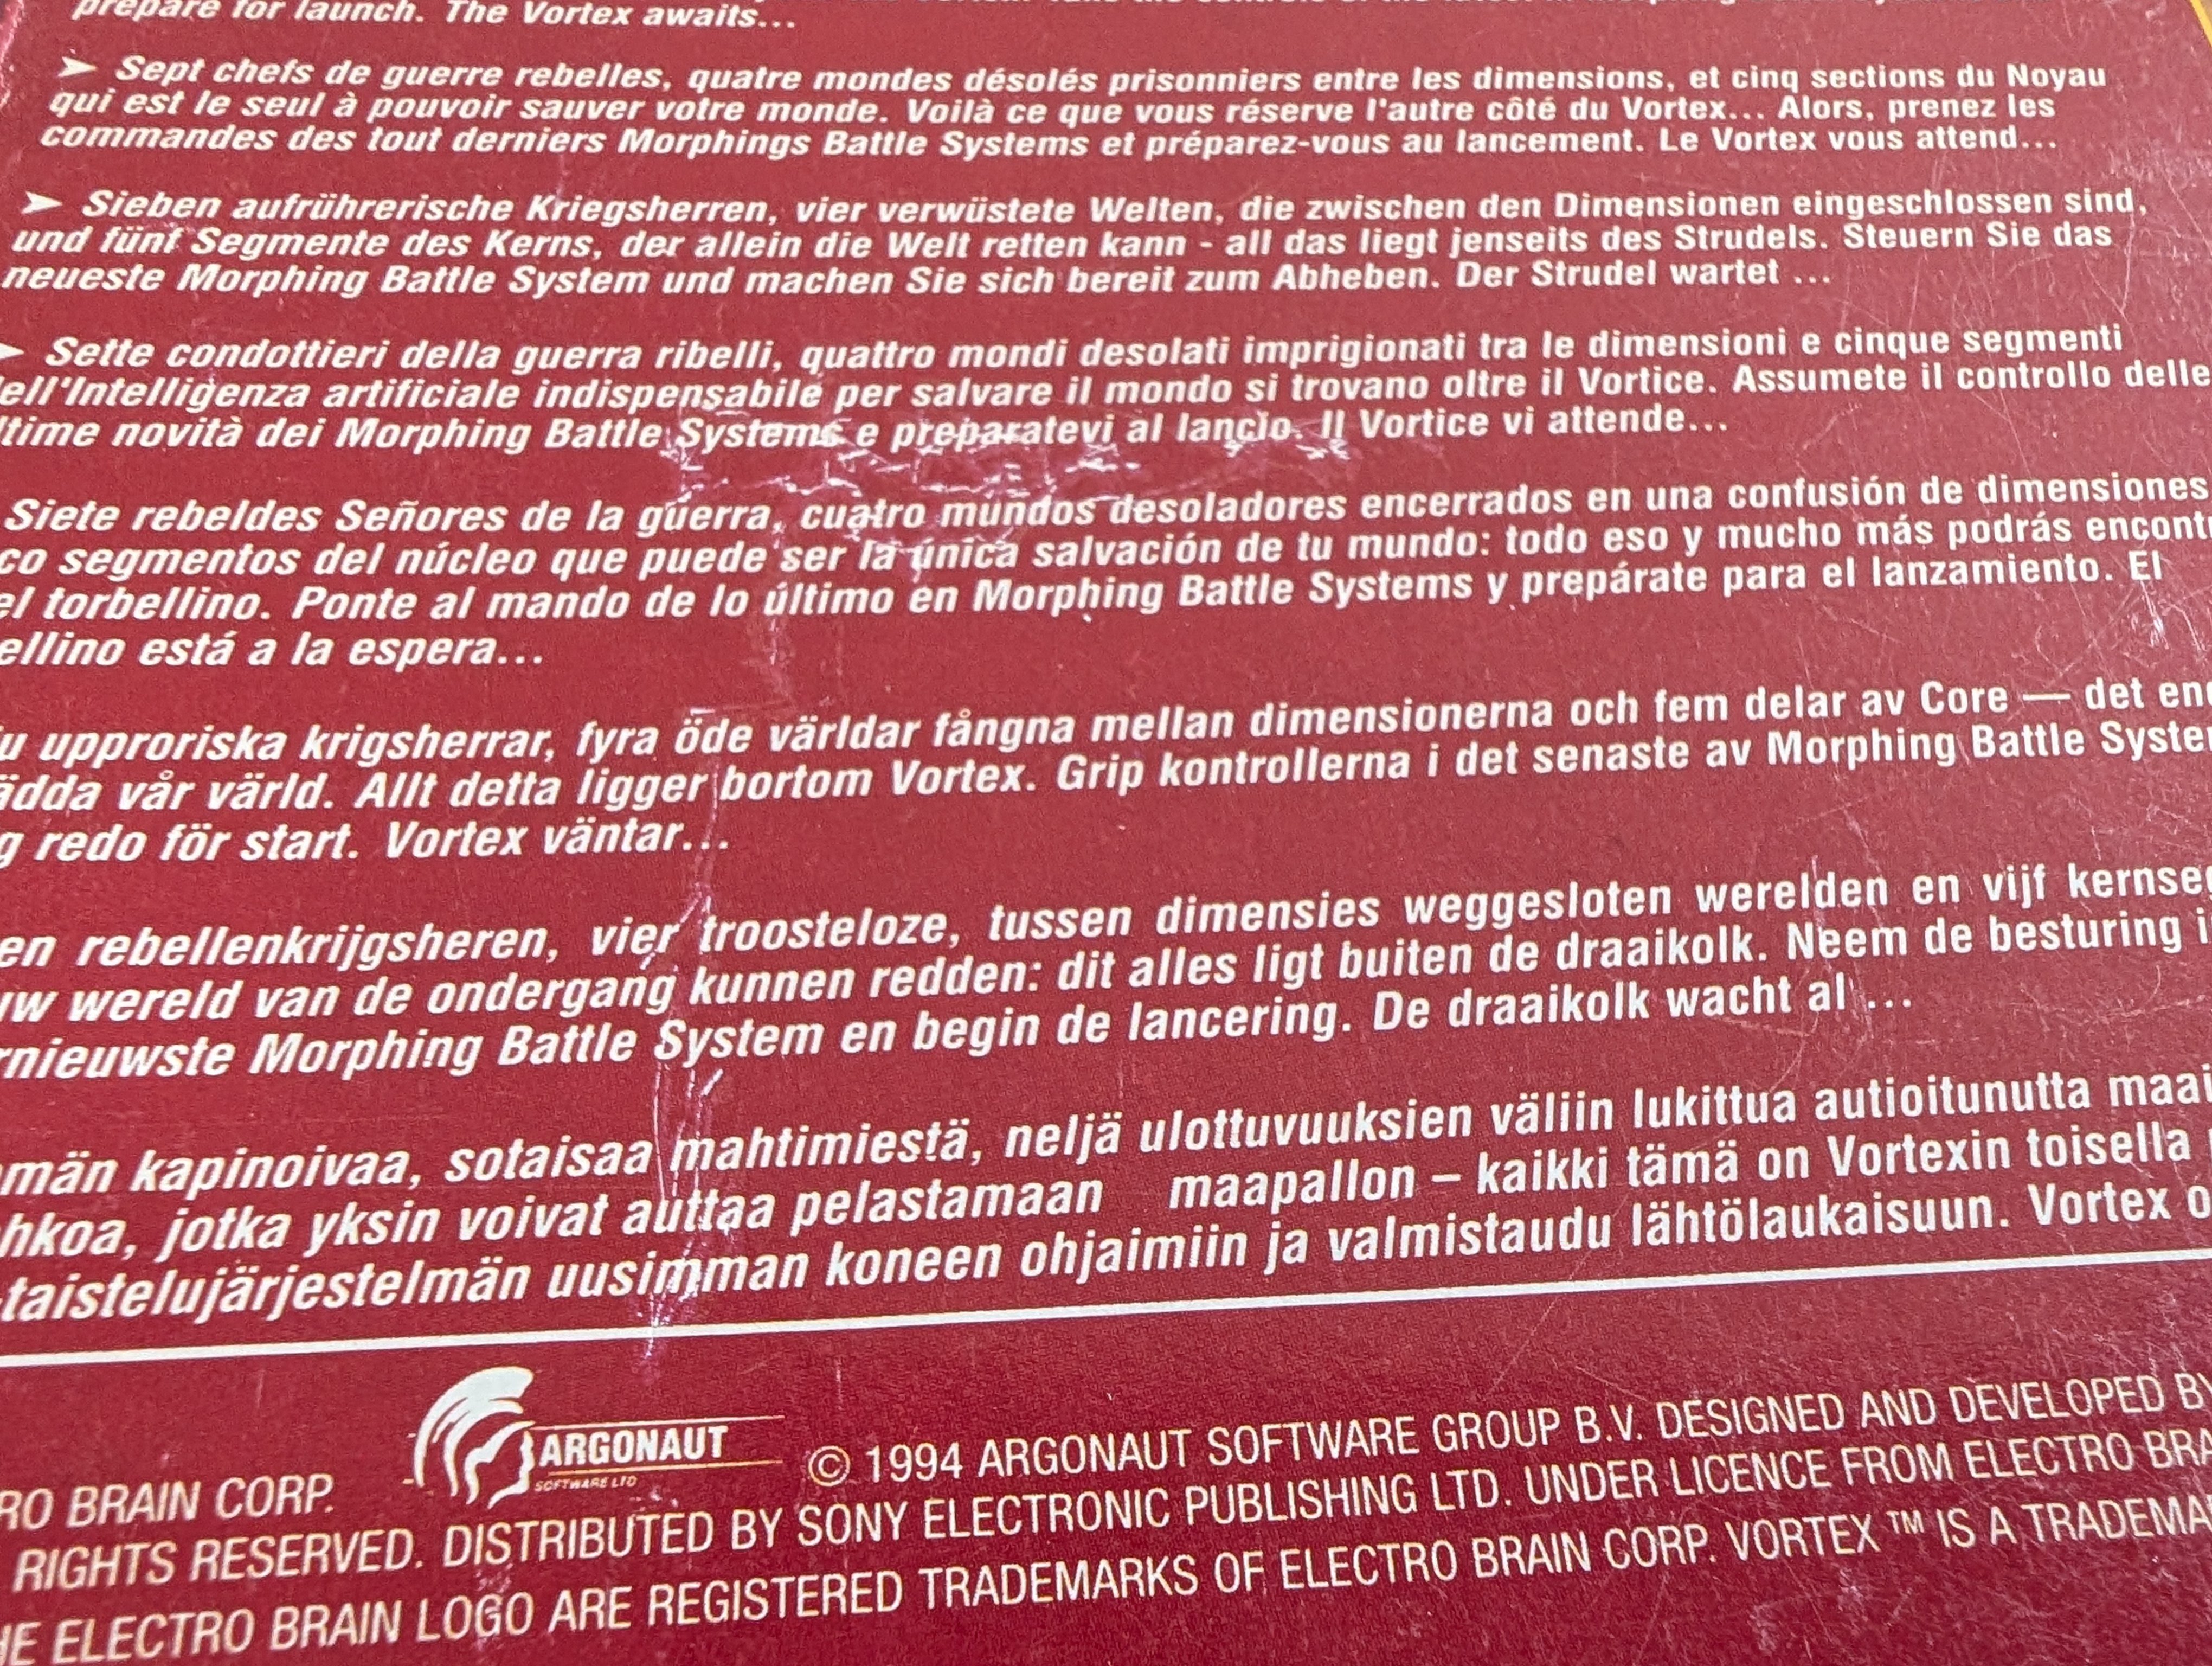 prepare for launch. The Vortex awaits...
➤ Sept chefs de guerre rebelles, quatre mondes désolés prisonniers entre les dimensions, et cinq sections du Noyau
qui est le seul à pouvoir sauver votre monde. Voilà ce que vous réserve l'autre côté du Vortex... Alors, prenez les
commandes des tout derniers Morphings Battle Systems et préparez-vous au lancement. Le Vortex vous attend...
➤ Sieben aufrührerische Kriegsherren, vier verwüstete Welten, die zwischen den Dimensionen eingeschlossen sind,
und fünf Segmente des Kerns, der allein die Welt retten kann - all das liegt jenseits des Strudels. Steuern Sie das
neueste Morphing Battle System und machen Sie sich bereit zum Abheben. Der Strudel wartet ...
➤ Sette condottieri della guerra ribelli, quattro mondi desolati imprigionati tra le dimensioni e cinque segmenti
ell'Intelligenza artificiale indispensabile per salvare il mondo si trovano oltre il Vortice. Assumete il controllo delle
ltime novità dei Morphing Battle Systems e preparatevi al lancio. Il Vortice vi attende...
Siete rebeldes Señores de la guerra, cuatro mundos desoladores encerrados en una confusión de dimensiones
co segmentos del núcleo que puede ser la única salvación de tu mundo: todo eso y mucho más podrás encont
el torbellino. Ponte al mando de lo último en Morphing Battle Systems y prepárate para el lanzamiento. El
ellino está a la espera...
u upproriska krigsherrar, fyra öde världar fångna mellan dimensionerna och fem delar av Core — det en
ädda vår värld. Allt detta ligger bortom Vortex. Grip kontrollerna i det senaste av Morphing Battle Syste
g redo för start. Vortex väntar...
en rebellenkrijgsheren, vier troosteloze, tussen dimensies weggesloten werelden en vijf kernse
uw wereld van de ondergang kunnen redden: dit alles ligt buiten de draaikolk. Neem de besturing i
rnieuwste Morphing Battle System en begin de lancering. De draaikolk wacht al ...
män kapinoivaa, sotaisaa mahtimiestä, neljä ulottuvuuksien väliin lukittua autioitunutta maai
hkoa, jotka yksin voivat auttaa pelastamaan maapallon – kaikki tämä on Vortexin toisella
taistelujärjestelmän uusimman koneen ohjaimiin ja valmistaudu lähtölaukaisuun. Vortex o
ARGONAUT
SOFTWARE LTD
RO BRAIN CORP. © 1994 ARGONAUT SOFTWARE GROUP B.V. DESIGNED AND DEVELOPED BY
RIGHTS RESERVED. DISTRIBUTED BY SONY ELECTRONIC PUBLISHING LTD. UNDER LICENCE FROM ELECTRO BRA
HE ELECTRO BRAIN LOGO ARE REGISTERED TRADEMARKS OF ELECTRO BRAIN CORP. VORTEX ™ IS A TRADEMA